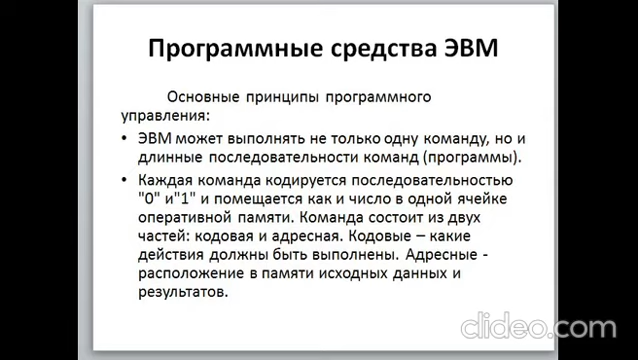 Программные средства ЭВМ
Основные принципы программного
управления:
• ЭВМ может выполнять не только одну команду, но и
длинные последовательности команд (программы).
• Каждая команда кодируется последовательностью
"0" и"1" и помещается как и число в одной ячейке
оперативной памяти. Команда состоит из двух
частей: кодовая и адресная. Кодовые – какие
действия должны быть выполнены. Адресные -
расположение в памяти исходных данных и
результатов.
clideo.com